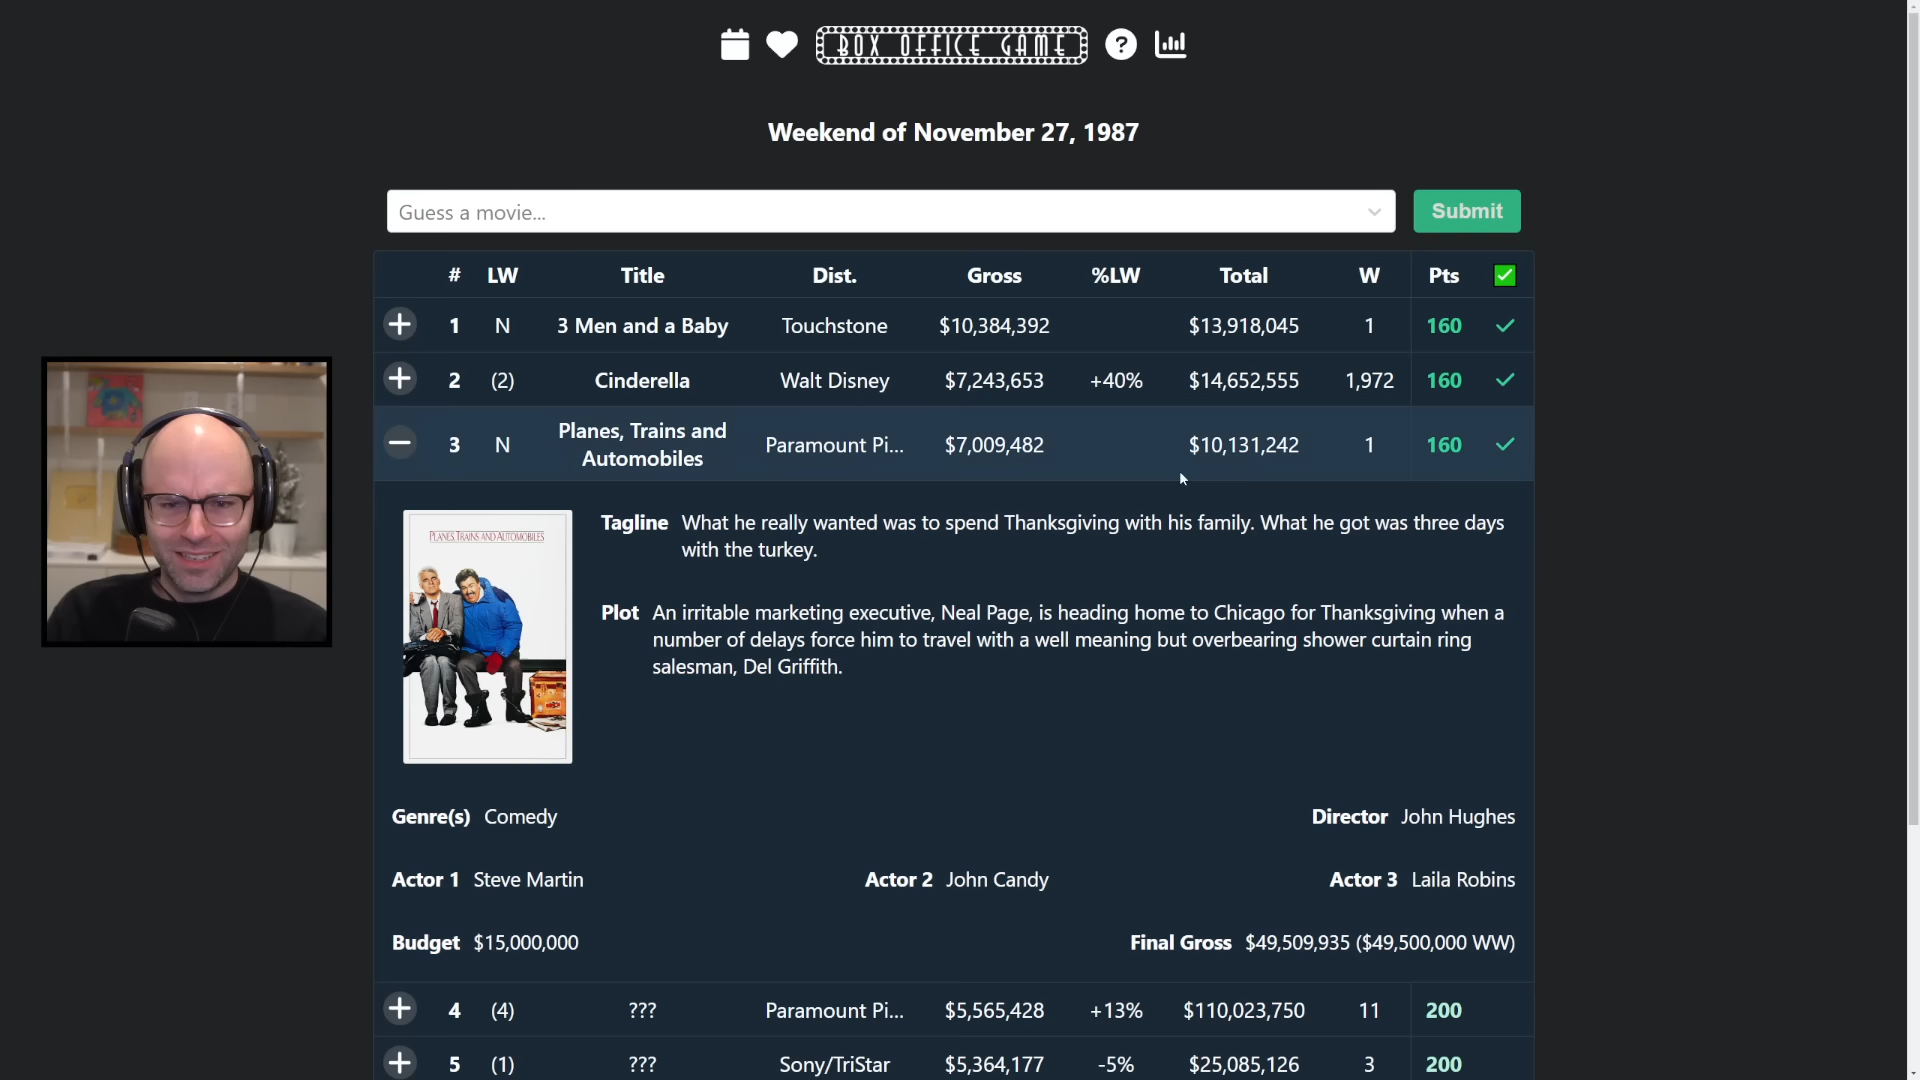 BOX OFFICE GAME
?
Weekend of November 27, 1987
Guess a movie...
Submit
# LW Title Dist. Gross %LW Total W Pts
1 N 3 Men and a Baby Touchstone $10,384,392 $13,918,045 1 160
2 (2) Cinderella Walt Disney $7,243,653 +40% $14,652,555 1,972 160
3 N Planes, Trains and Automobiles Paramount Pi... $7,009,482 $10,131,242 1 160
PLANES, TRAINS AND AUTOMOBILES
Tagline What he really wanted was to spend Thanksgiving with his family. What he got was three days
with the turkey.
Plot An irritable marketing executive, Neal Page, is heading home to Chicago for Thanksgiving when a
number of delays force him to travel with a well meaning but overbearing shower curtain ring
salesman, Del Griffith.
Genre(s) Comedy Director John Hughes
Actor 1 Steve Martin Actor 2 John Candy Actor 3 Laila Robins
Budget $15,000,000 Final Gross $49,509,935 ($49,500,000 WW)
4 (4) ??? Paramount Pi... $5,565,428 +13% $110,023,750 11 200
5 (1) ??? Sony/TriStar $5,364,177 -5% $25,085,126 3 200